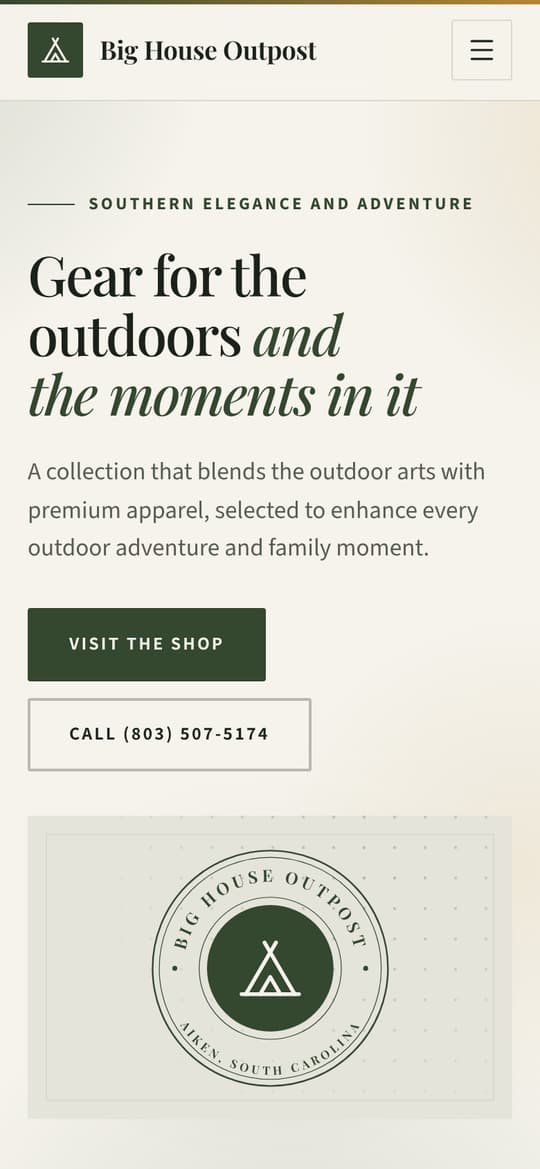 Big House Outpost
SOUTHERN ELEGANCE AND ADVENTURE
Gear for the
outdoors and
the moments in it
A collection that blends the outdoor arts with
premium apparel, selected to enhance every
outdoor adventure and family moment.
VISIT THE SHOP
CALL (803) 507-5174
BIG HOUSE OUTPOST
AIKEN, SOUTH CAROLINA